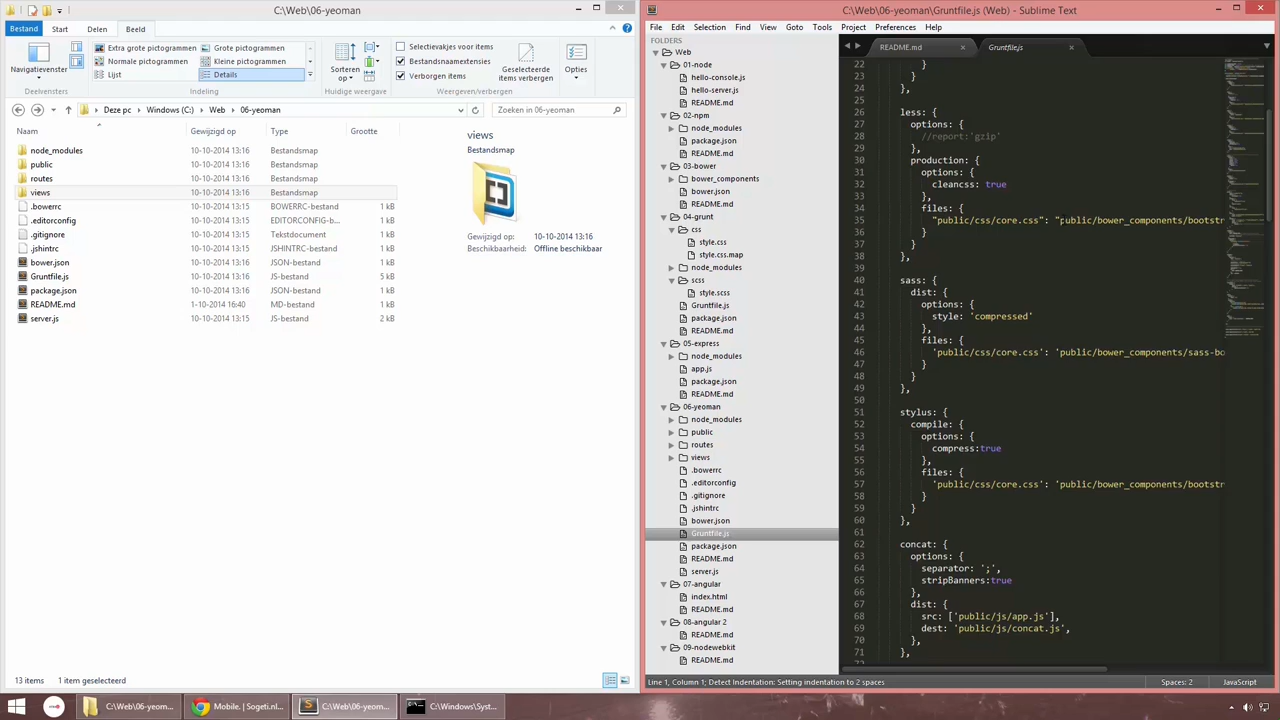 C:\Web\06-yeoman
Bestand
Start
Delen
Beeld
Navigatievenster
Extra grote pictogrammen
Grote pictogrammen
Normale pictogrammen
Kleine pictogrammen
Lijst
Details
Indeling
Sorteren op
Huidige weergave
Selectievakjes voor items
Bestandsnaamextensies
Verborgen items
Geselecteerde items verbergen
Weergeven/verbergen
Opties
Deze pc
Windows (C:)
Web
06-yeoman
Zoeken in 06-yeoman
Naam
Gewijzigd op
Type
Grootte
node_modules 10-10-2014 13:16 Bestandsmap
public 10-10-2014 13:16 Bestandsmap
routes 10-10-2014 13:16 Bestandsmap
views 10-10-2014 13:16 Bestandsmap
.bowerrc 10-10-2014 13:15 BOWERRC-bestand 1 kB
.editorconfig 10-10-2014 13:15 EDITORCONFIG-b... 1 kB
.gitignore 10-10-2014 13:16 Tekstdocument 1 kB
.jshintrc 10-10-2014 13:15 JSHINTRC-bestand 1 kB
bower.json 10-10-2014 13:15 JSON-bestand 1 kB
Gruntfile.js 10-10-2014 13:15 JS-bestand 5 kB
package.json 10-10-2014 13:15 JSON-bestand 1 kB
README.md 1-10-2014 16:40 MD-bestand 1 kB
server.js 10-10-2014 13:15 JS-bestand 2 kB
views
Bestandsmap
Gewijzigd op: 10-10-2014 13:16
Beschikbaarheid: Offline beschikbaar
13 items
1 item geselecteerd
C:\Web\06-yeoman\Gruntfile.js (Web) - Sublime Text
File Edit Selection Find View Goto Tools Project Preferences Help
FOLDERS
Web
01-node
hello-console.js
hello-server.js
README.md
02-npm
node_modules
package.json
README.md
03-bower
bower_components
bower.json
README.md
04-grunt
css
style.css
style.css.map
node_modules
scss
style.scss
Gruntfile.js
package.json
README.md
05-express
node_modules
app.js
package.json
README.md
06-yeoman
node_modules
public
routes
views
.bowerrc
.editorconfig
.gitignore
.jshintrc
bower.json
Gruntfile.js
package.json
README.md
server.js
07-angular
index.html
README.md
08-angular 2
README.md
09-nodewebkit
README.md
README.md
Gruntfile.js
22 }
23 }
24 },
25
26 less: {
27 options: {
28 //report:'gzip'
29 },
30 production: {
31 options: {
32 cleancss: true
33 },
34 files: {
35 "public/css/core.css": "public/bower_components/bootstr
36 }
37 }
38 },
39
40 sass: {
41 dist: {
42 options: {
43 style: 'compressed'
44 },
45 files: {
46 'public/css/core.css': 'public/bower_components/sass-bo
47 }
48 }
49 },
50
51 stylus: {
52 compile: {
53 options: {
54 compress:true
55 },
56 files: {
57 'public/css/core.css': 'public/bower_components/bootstr
58 }
59 }
60 },
61
62 concat: {
63 options: {
64 separator: ';',
65 stripBanners:true
66 },
67 dist: {
68 src: ['public/js/app.js'],
69 dest: 'public/js/concat.js',
70 },
71 },
Line 1, Column 1; Detect Indentation: Setting indentation to 2 spaces
Spaces: 2
JavaScript
C:\Web\06-yeom...
Mobile, | Sogeti.nl...
C:\Web\06-yeom...
C:\Windows\Syst...